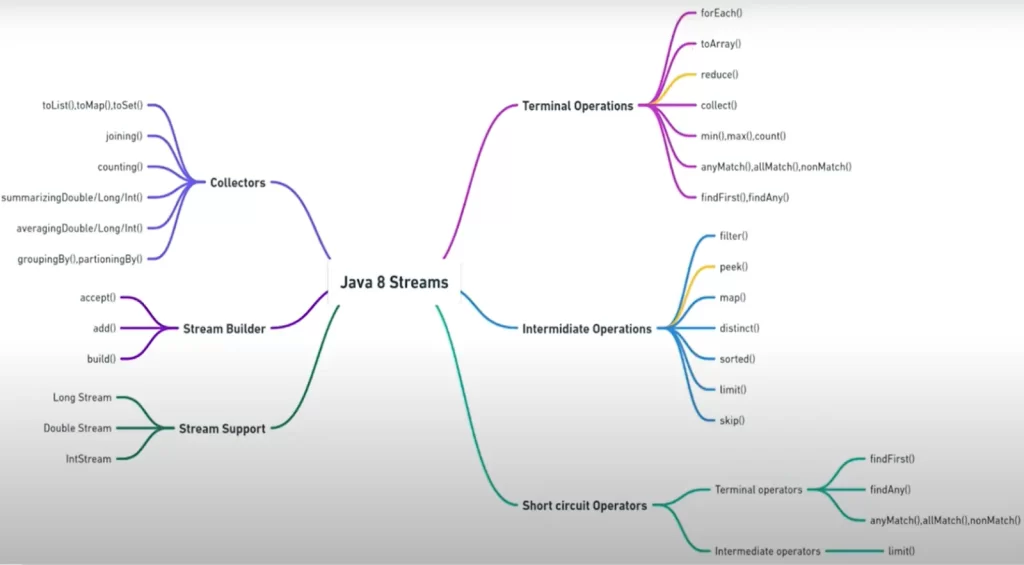 Java 8 Streams
Collectors
toList(),toMap(),toSet()
joining()
counting()
summarizingDouble/Long/Int()
averagingDouble/Long/Int()
groupingBy(),partioningBy()
Stream Builder
accept()
add()
build()
Stream Support
Long Stream
Double Stream
IntStream
Terminal Operations
forEach()
toArray()
reduce()
collect()
min(),max(),count()
anyMatch(),allMatch(),nonMatch()
findFirst(),findAny()
Intermidiate Operations
filter()
peek()
map()
distinct()
sorted()
limit()
skip()
Short circuit Operators
Terminal operators
findFirst()
findAny()
anyMatch(),allMatch(),nonMatch()
Intermediate operators
limit()